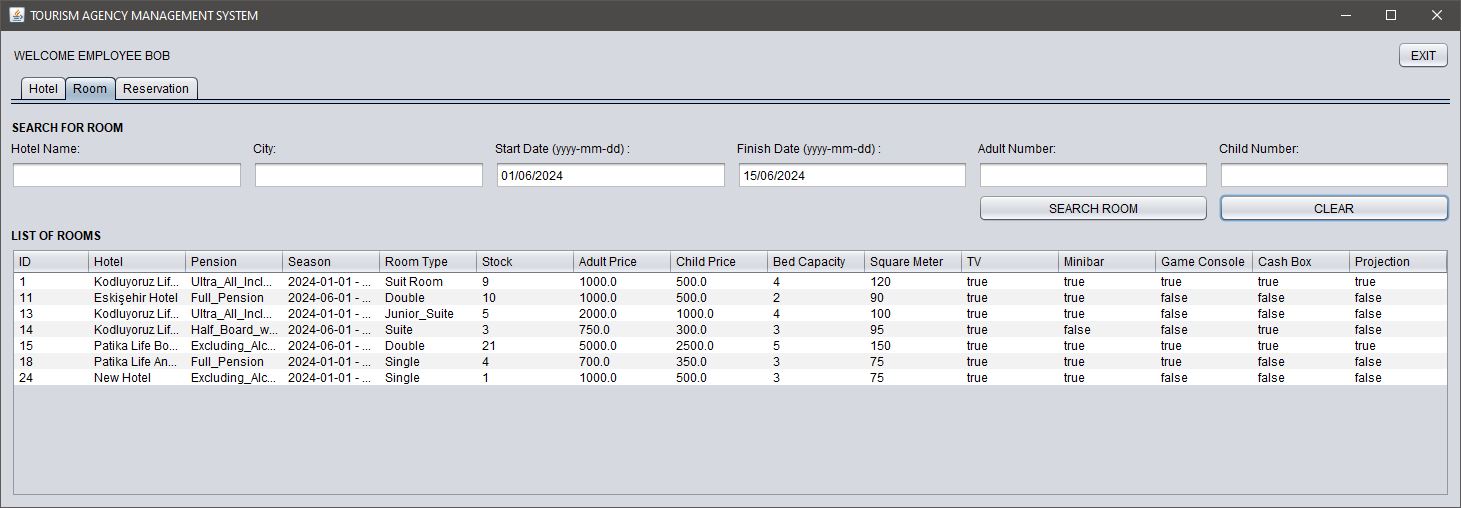 TOURISM AGENCY MANAGEMENT SYSTEM
WELCOME EMPLOYEE BOB
EXIT
Hotel Room Reservation
SEARCH FOR ROOM
Hotel Name: City: Start Date (yyyy-mm-dd) : Finish Date (yyyy-mm-dd) : Adult Number: Child Number:
01/06/2024 15/06/2024
SEARCH ROOM CLEAR
LIST OF ROOMS
ID Hotel Pension Season Room Type Stock Adult Price Child Price Bed Capacity Square Meter TV Minibar Game Console Cash Box Projection
1 Kodluyoruz Lif... Ultra_All_Incl... 2024-01-01 - ... Suit Room 9 1000.0 500.0 4 120 true true true true true
11 Eskişehir Hotel Full_Pension 2024-06-01 - ... Double 10 1000.0 500.0 2 90 true true false false false
13 Kodluyoruz Lif... Ultra_All_Incl... 2024-01-01 - ... Junior_Suite 5 2000.0 1000.0 4 100 true true false false false
14 Kodluyoruz Lif... Half_Board_w... 2024-06-01 - ... Suite 3 750.0 300.0 3 95 true false false true false
15 Patika Life Bo... Excluding_Alc... 2024-06-01 - ... Double 21 5000.0 2500.0 5 150 true true true true true
18 Patika Life An... Full_Pension 2024-01-01 - ... Single 4 700.0 350.0 3 75 true true true false false
24 New Hotel Excluding_Alc... 2024-01-01 - ... Single 1 1000.0 500.0 3 75 true true false false false